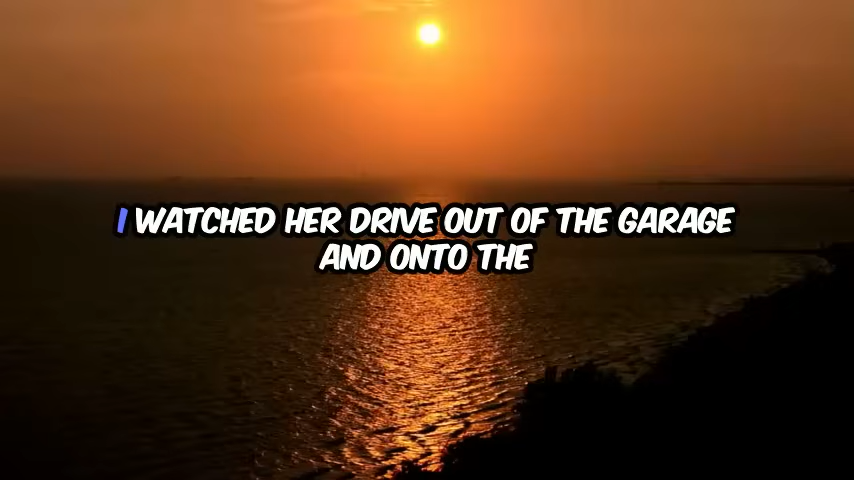 I WATCHED HER DRIVE OUT OF THE GARAGE
AND ONTO THE